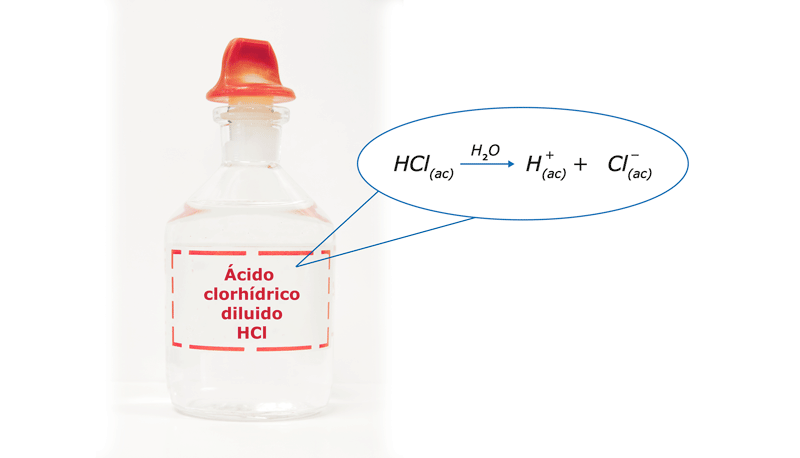 Ácido
clorhídrico
diluido
HCl
HCl(ac) H₂O → H⁺(ac) + Cl⁻(ac)